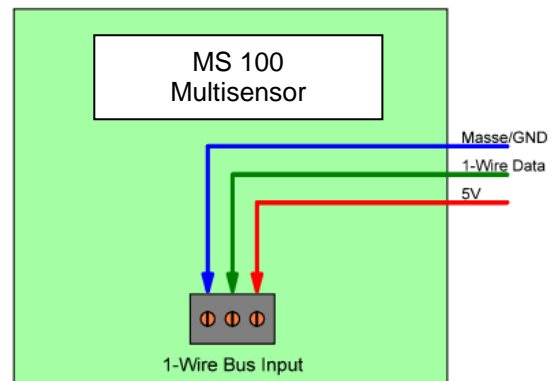 MS 100
Multisensor
Masse/GND
1-Wire Data
5V
1-Wire Bus Input